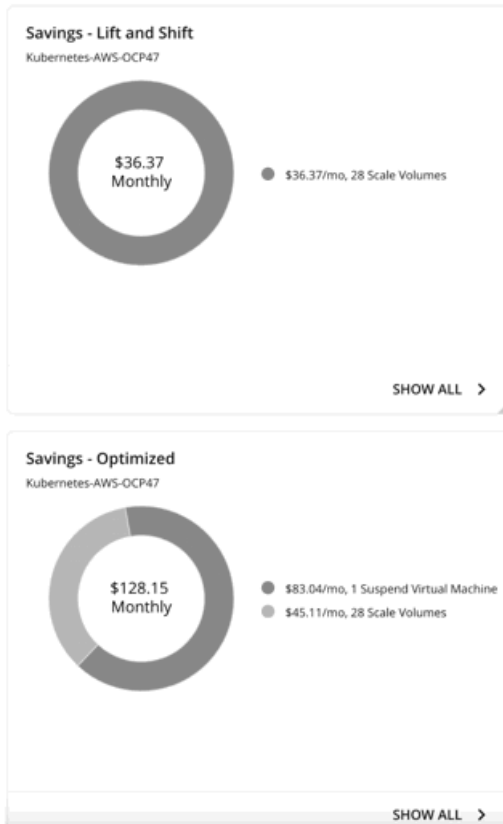 Savings - Lift and Shift
Kubernetes-AWS-OCP47
$36.37
Monthly
$36.37/mo, 28 Scale Volumes
SHOW ALL
Savings - Optimized
Kubernetes-AWS-OCP47
$128.15
Monthly
$83.04/mo, 1 Suspend Virtual Machine
$45.11/mo, 28 Scale Volumes
SHOW ALL